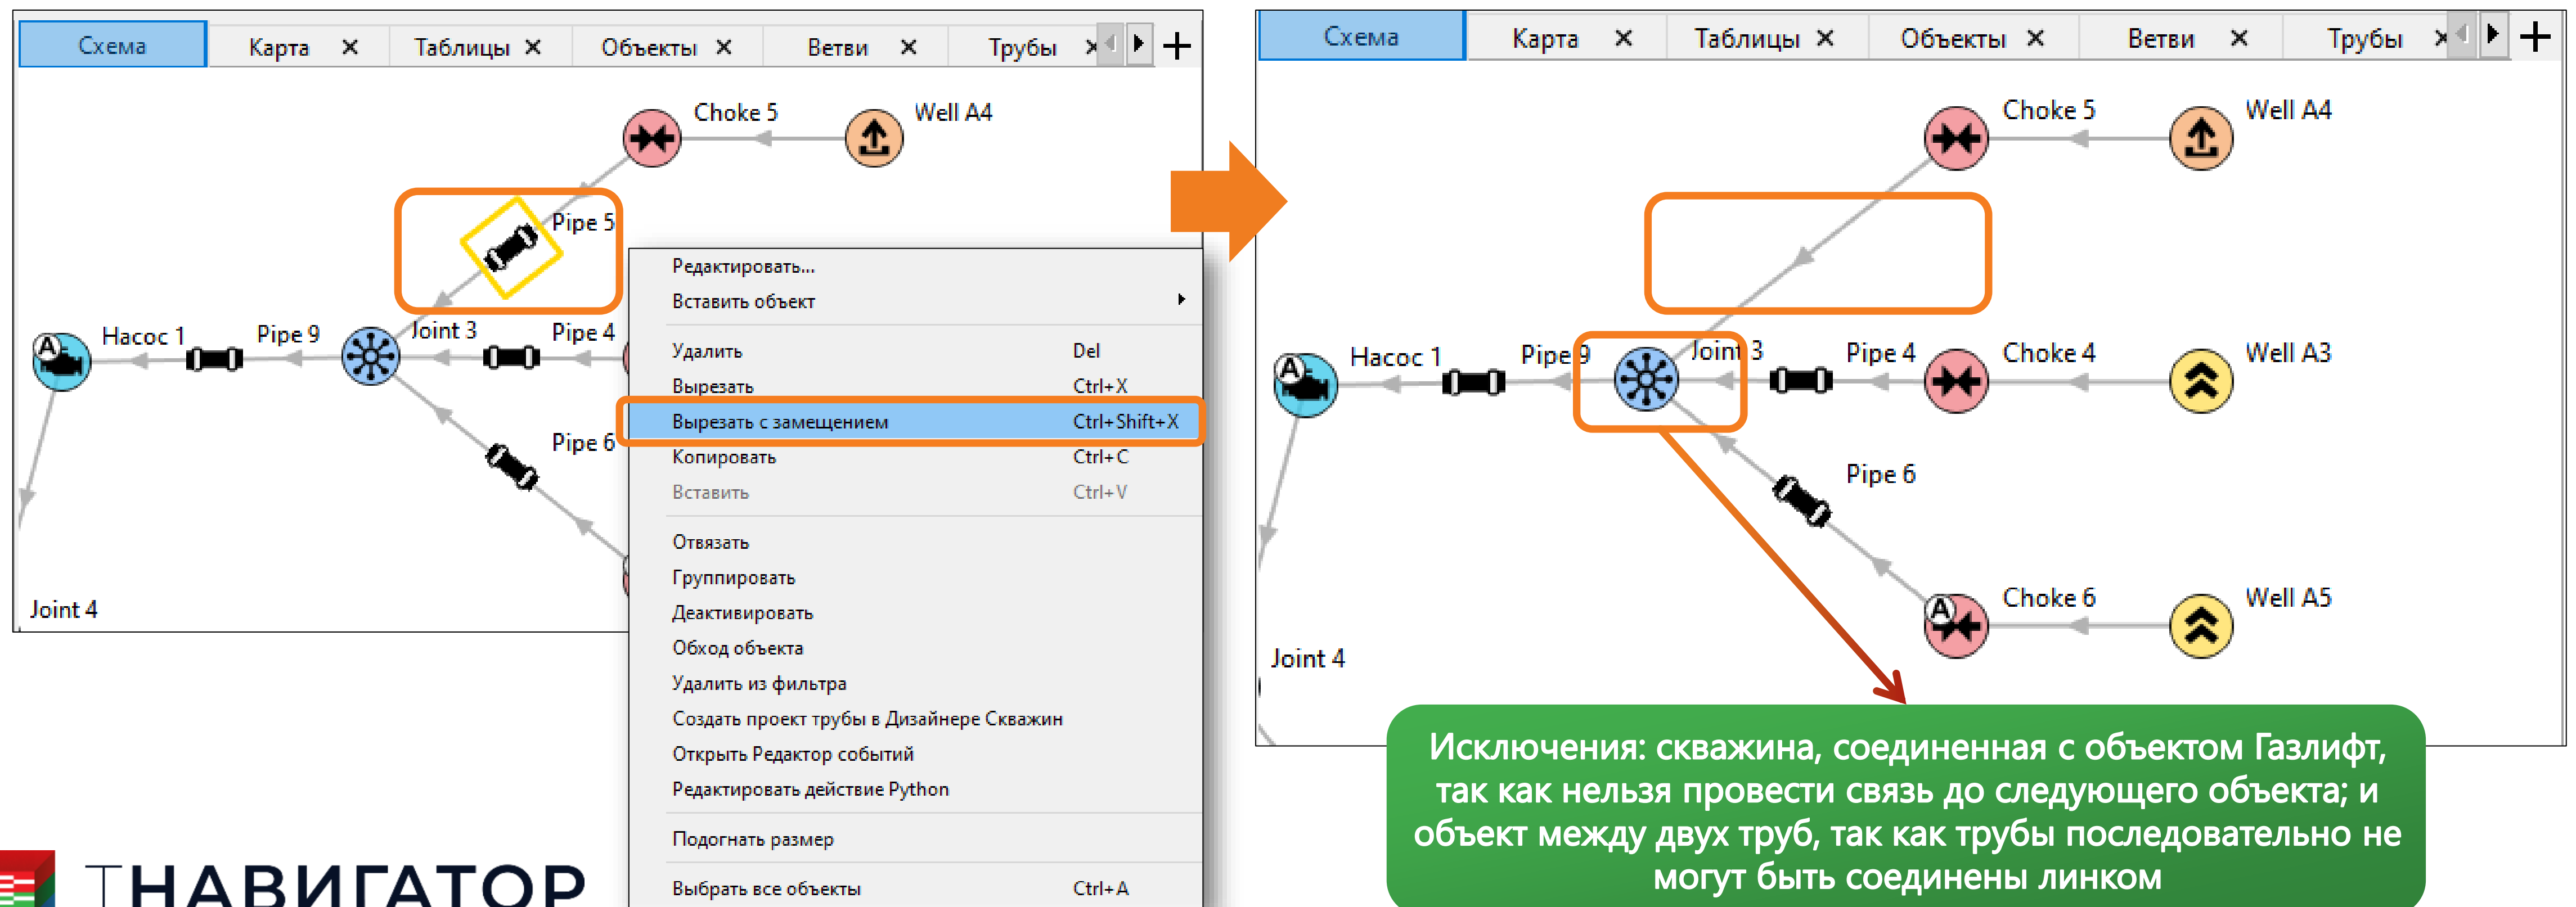 Схема Карта Таблицы Объекты Ветви Трубы
Choke 5 Well A4
Pipe 5
Насос 1 Pipe 9 Joint 3 Pipe 4
Pipe 6
Joint 4
Редактировать...
Вставить объект
Удалить Del
Вырезать Ctrl+X
Вырезать с замещением Ctrl+Shift+X
Копировать Ctrl+C
Вставить Ctrl+V
Отвязать
Группировать
Деактивировать
Обход объекта
Удалить из фильтра
Создать проект трубы в Дизайнере Скважин
Открыть Редактор событий
Редактировать действие Python
Подогнать размер
Выбрать все объекты Ctrl+A
Схема Карта Таблицы Объекты Ветви Трубы
Choke 5 Well A4
A Насос 1 Pipe 9 Joint 3 Pipe 4 Choke 4 Well A3
Pipe 6
A Choke 6 Well A5
Joint 4
Исключения: скважина, соединенная с объектом Газлифт,
так как нельзя провести связь до следующего объекта; и
объект между двух труб, так как трубы последовательно не
могут быть соединены линком
ТНАВИГАТОР